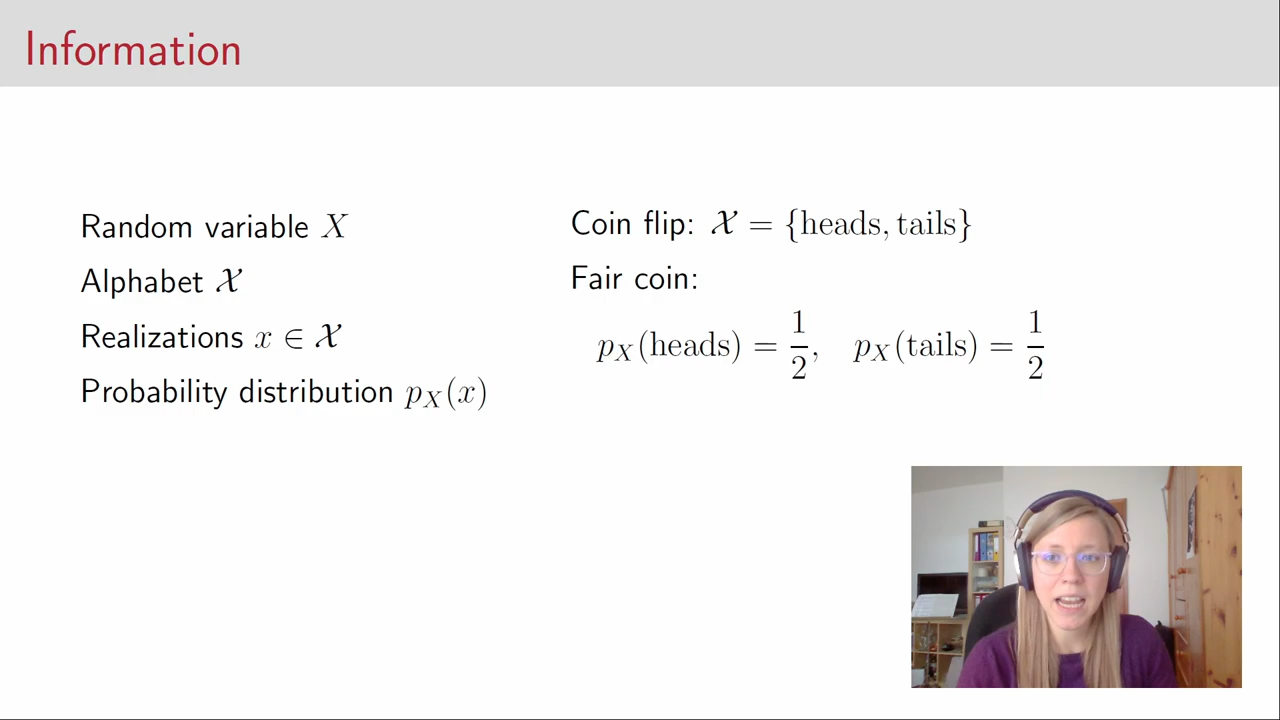 Information
Random variable X
Alphabet 𝒳
Realizations x ∈ 𝒳
Probability distribution p_X(x)
Coin flip: 𝒳 = {heads, tails}
Fair coin:
p_X(heads) = 1/2, p_X(tails) = 1/2